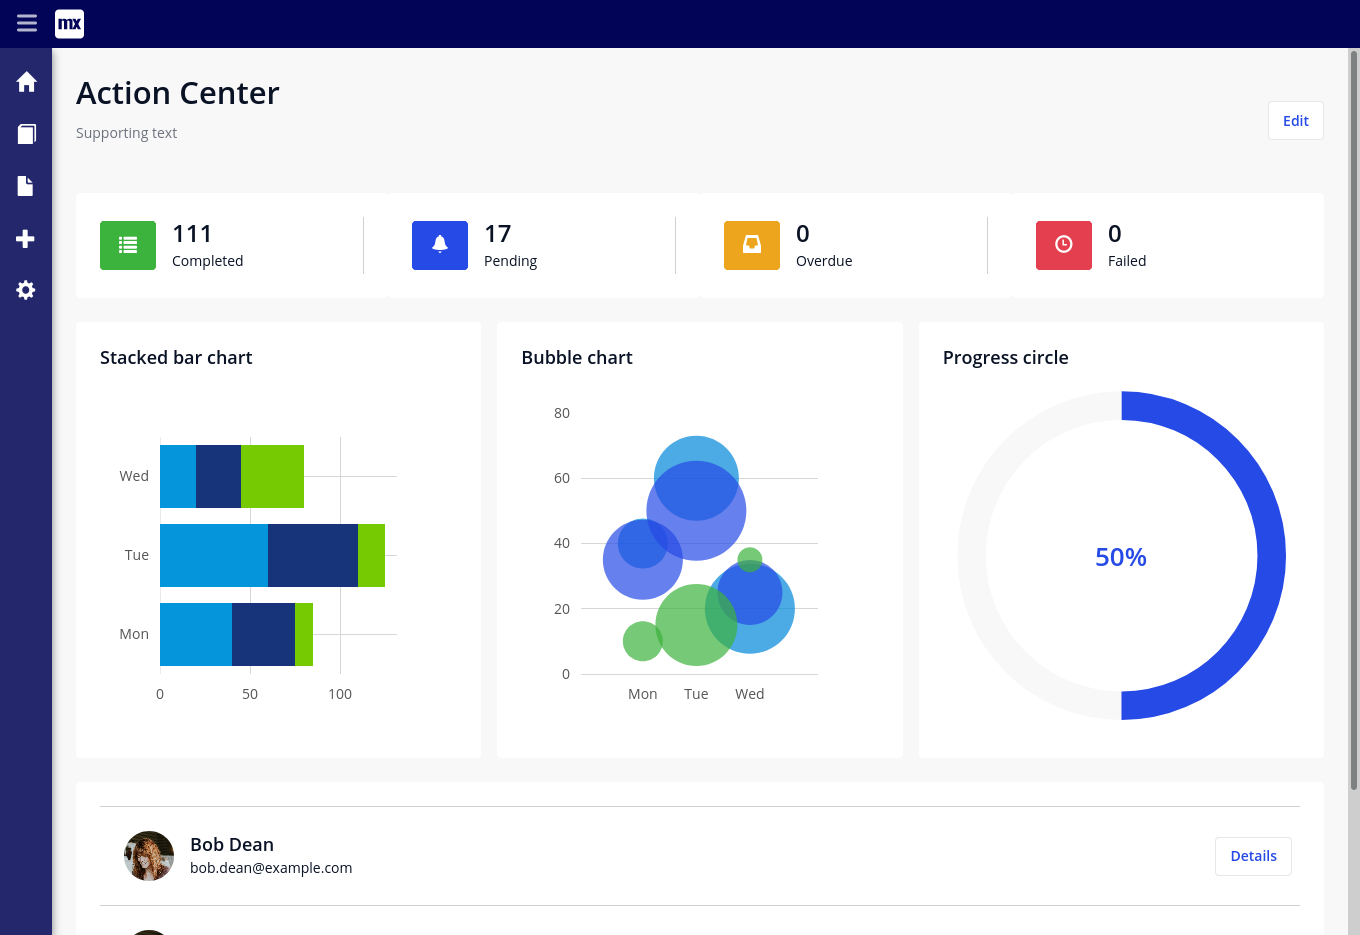 mx
Action Center
Supporting text
Edit
111
Completed
17
Pending
0
Overdue
0
Failed
Stacked bar chart
Wed
Tue
Mon
0 50 100
Bubble chart
80
60
40
20
0
Mon Tue Wed
Progress circle
50%
Bob Dean
bob.dean@example.com
Details